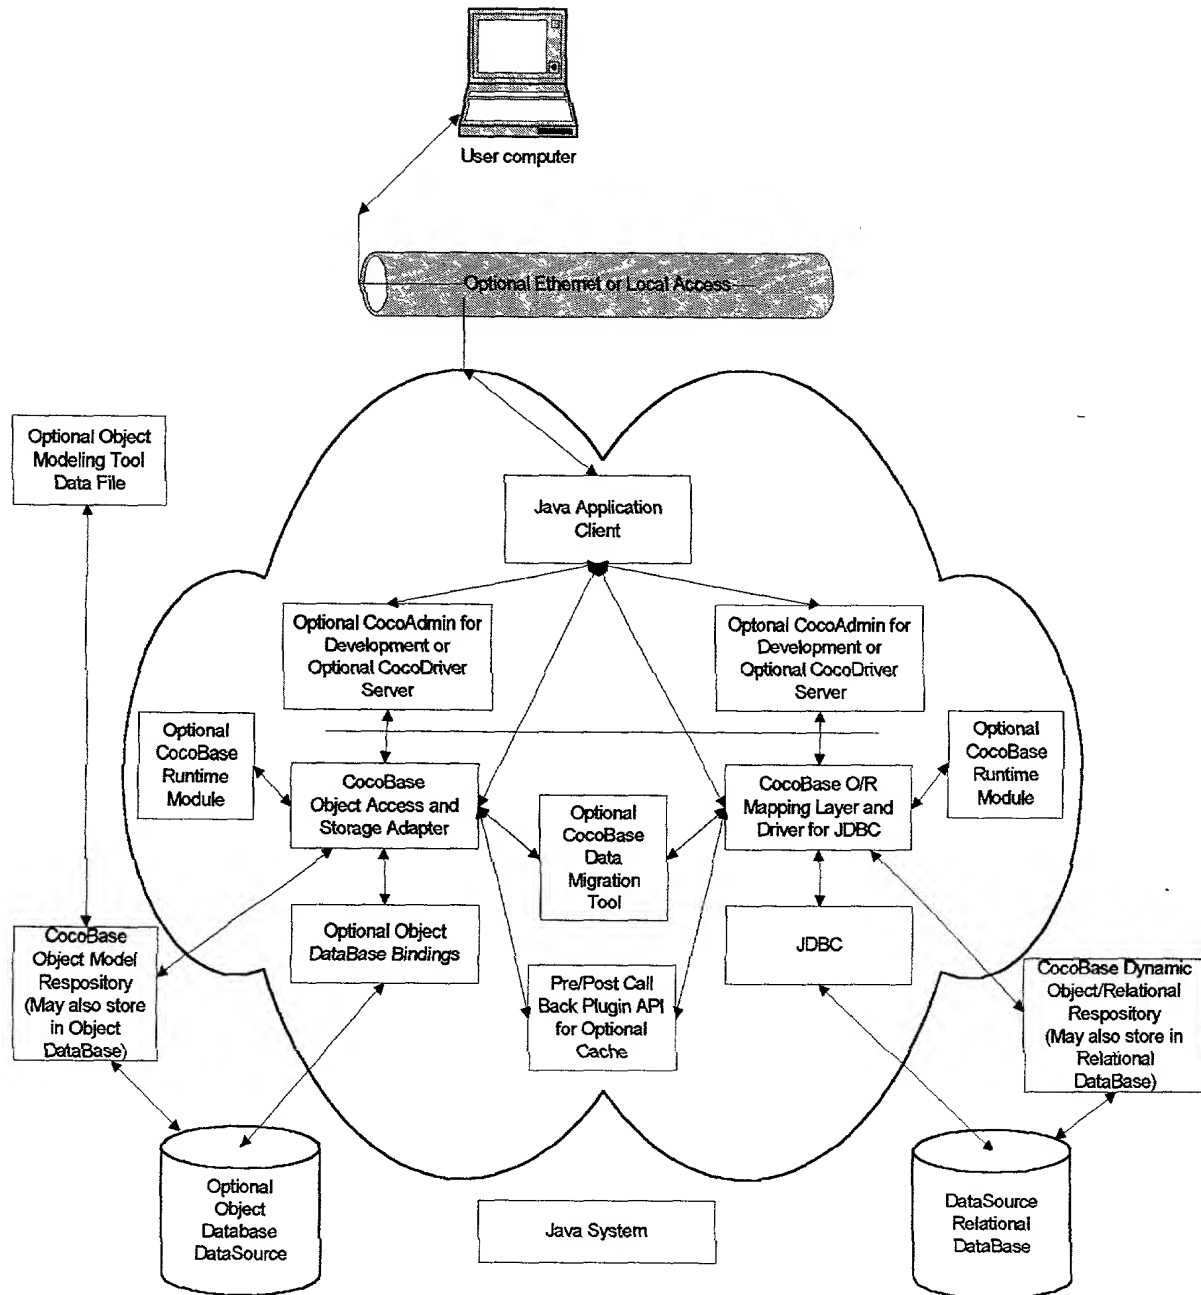 User computer
Optional Ethernet or Local Access
Optional Object
Modeling Tool
Data File
Java Application
Client
Optional CocoAdmin for
Development or
Optional CocoDriver
Server
Optonal CocoAdmin for
Development or
Optional CocoDriver
Server
Optional
CocoBase
Runtime
Module
CocoBase
Object Access and
Storage Adapter
Optional
CocoBase
Data
Migration
Tool
CocoBase O/R
Mapping Layer and
Driver for JDBC
Optional
CocoBase
Runtime
Module
CocoBase
Object Model
Respository
(May also store
in Object
DataBase)
Optional Object
DataBase Bindings
Pre/Post Call
Back Plugin API
for Optional
Cache
JDBC
CocoBase Dynamic
Object/Relational
Respository
(May also store in
Relational
DataBase)
Optional
Object
Database
DataSource
Java System
DataSource
Relational
DataBase